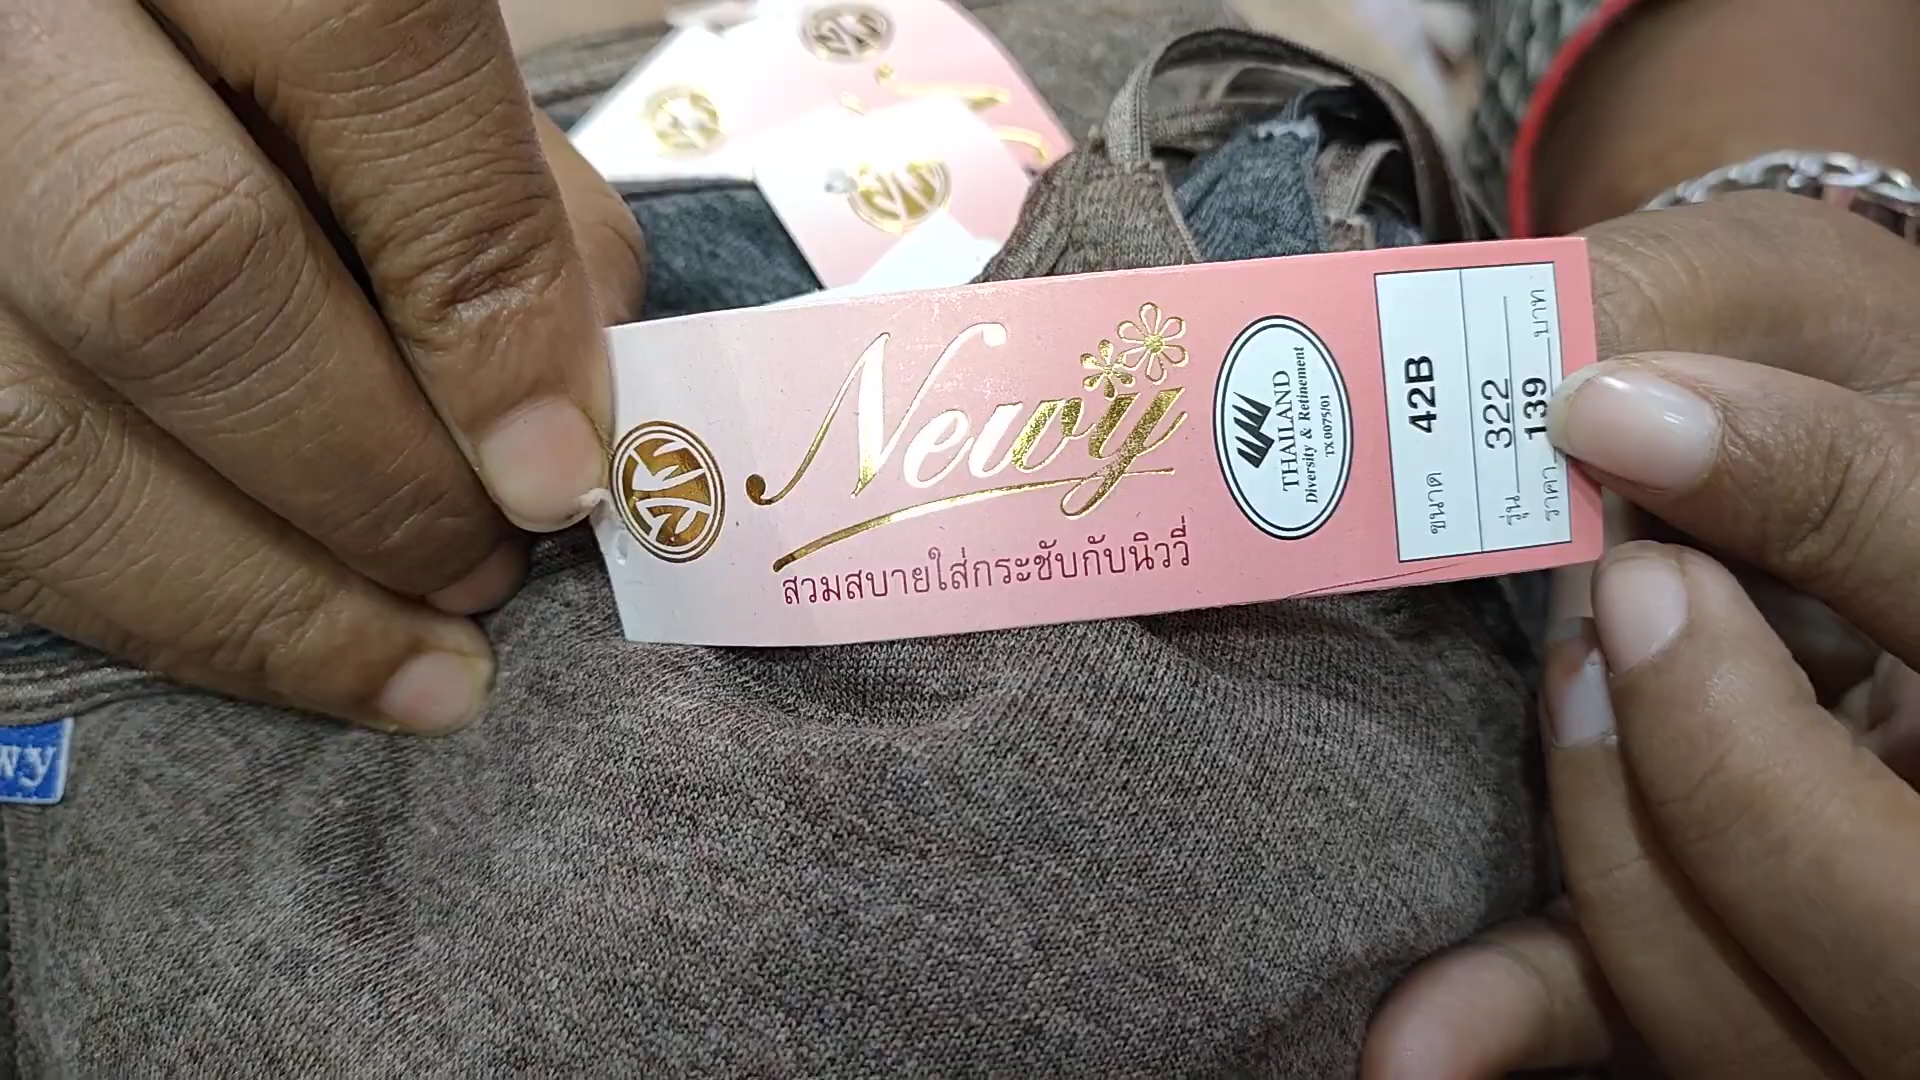 Newy
สวมสบายใส่กระชับกับนิววี่
THAILAND
Diversity & Refinement
TX 0075/01
ขนาด 42B
รุ่น 322
ราคา 139 บาท
wy